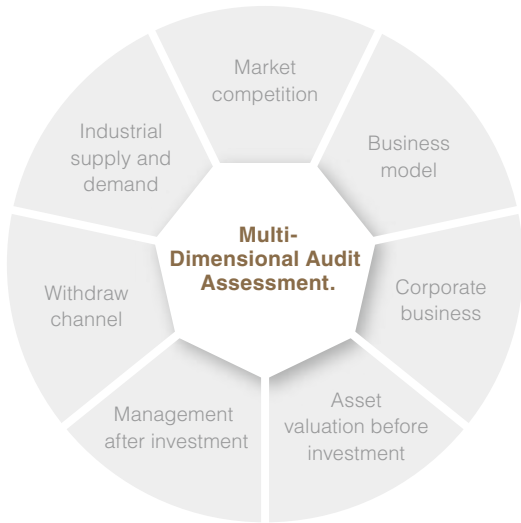 Market
competition
Business
model
Corporate
business
Asset
valuation before
investment
Management
after investment
Withdraw
channel
Industrial
supply and
demand
Multi-
Dimensional Audit
Assessment.